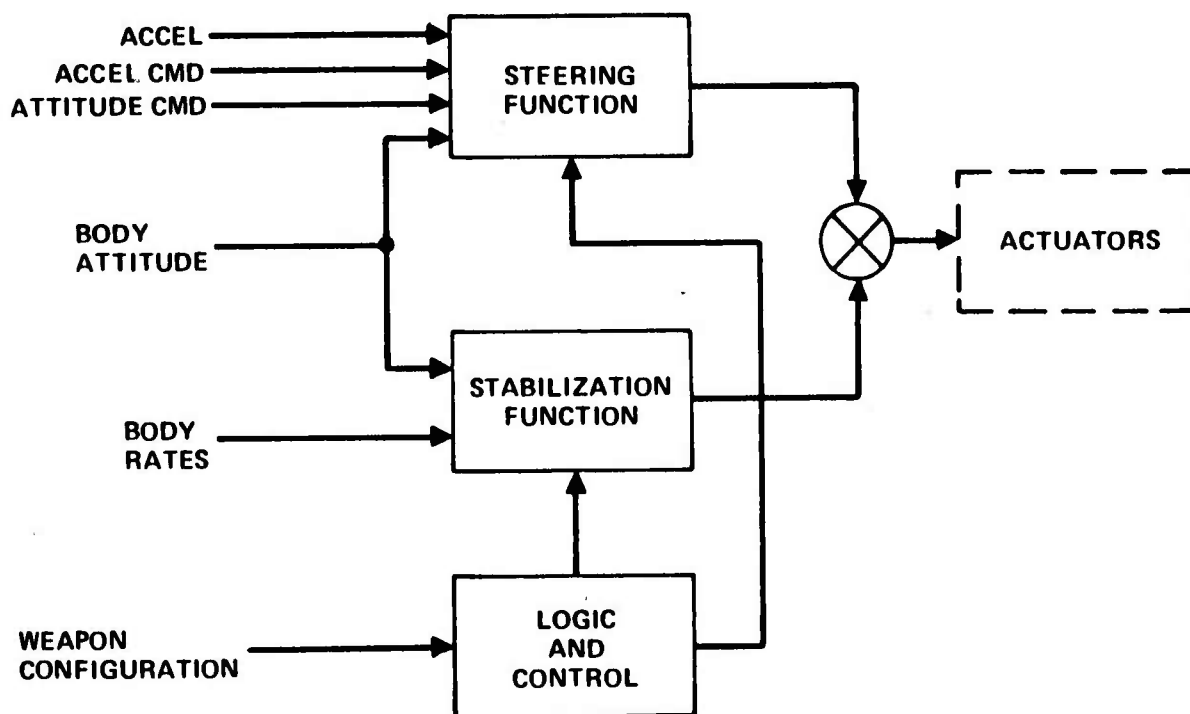 ACCEL
ACCEL CMD
ATTITUDE CMD
STEERING
FUNCTION
BODY
ATTITUDE
ACTUATORS
STABILIZATION
FUNCTION
BODY
RATES
WEAPON
CONFIGURATION
LOGIC
AND
CONTROL